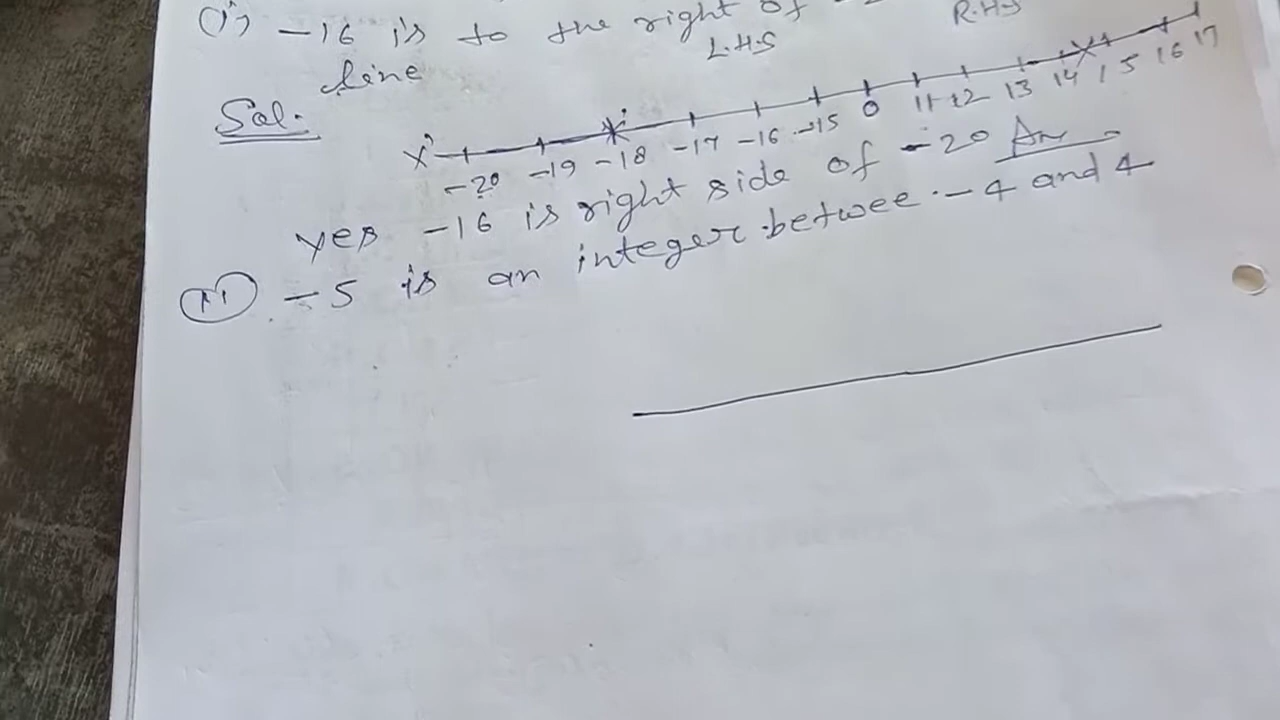 (i) -16 is to the right of
L.H.S R.H.S
line
Sol.
-20 -19 -18 -17 -16 -15 0 11 12 13 14 15 16 17
yes -16 is right side of -20 An
(ii) -5 is an integer betwee -4 and 4